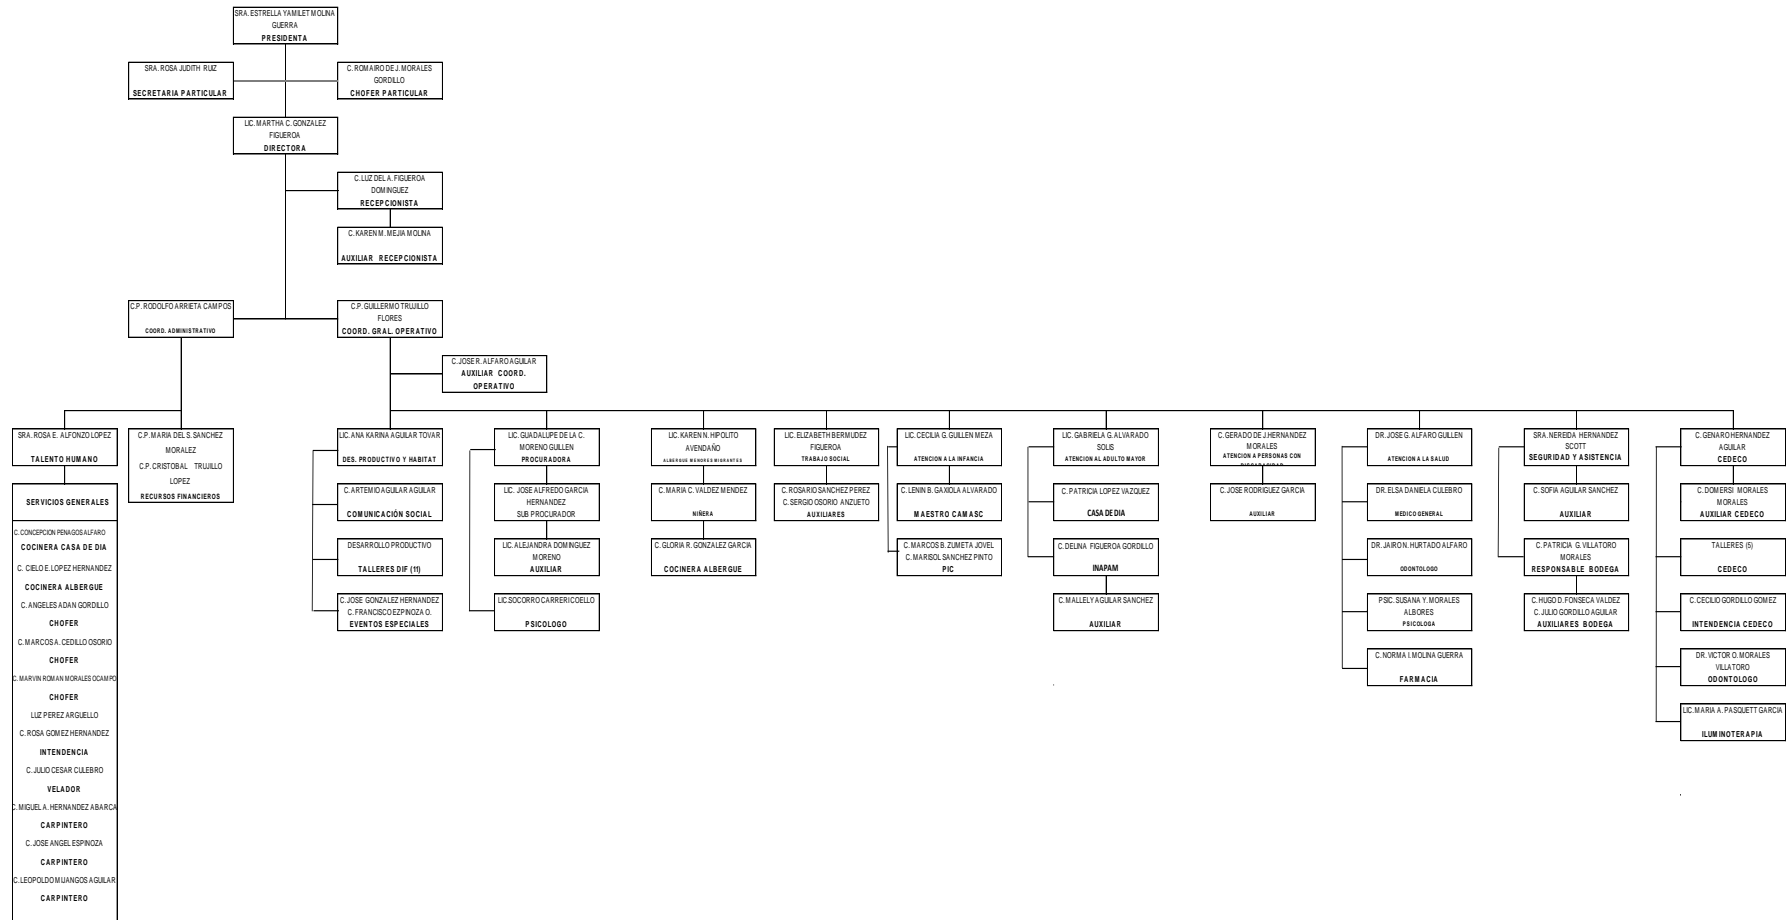 SRA. ESTRELLA YAMILET MOLINA
GUERRA
PRESIDENTA
SRA. ROSA JUDITH RUIZ
SECRETARIA PARTICULAR
C. ROMAIRO DE J. MORALES
GORDILLO
CHOFER PARTICULAR
LIC. MARTHA C. GONZALEZ
FIGUEROA
DIRECTORA
C. LUZ DEL A. FIGUEROA
DOMINGUEZ
RECEPCIONISTA
C. KAREN M. MEJIA MOLINA
AUXILIAR RECEPCIONISTA
C.P. RODOLFO ARRIETA CAMPOS
COORD. ADMINISTRATIVO
C.P. GUILLERMO TRUJILLO
FLORES
COORD. GRAL. OPERATIVO
C. JOSE R. ALFARO AGUILAR
AUXILIAR COORD.
OPERATIVO
SRA. ROSA E. ALFONZO LOPEZ
TALENTO HUMANO
SERVICIOS GENERALES
C. CONCEPCION PENAGOS ALFARO
COCINERA CASA DE DIA
C. CIELO E. LOPEZ HERNANDEZ
COCINERA ALBERGUE
C. ANGELES ADAN GORDILLO
CHOFER
C. MARCOS A. CEDILLO OSORIO
CHOFER
C. MARVIN ROMAN MORALES OCAMPO
CHOFER
LUZ PEREZ ARGUELLO
C. ROSA GOMEZ HERNANDEZ
INTENDENCIA
C. JULIO CESAR CULEBRO
VELADOR
C. MIGUEL A. HERNANDEZ ABARCA
CARPINTERO
C. JOSE ANGEL ESPINOZA
CARPINTERO
C. LEOPOLDO MIJANGOS AGUILAR
CARPINTERO
C.P. MARIA DEL S. SANCHEZ
MORALEZ
C.P. CRISTOBAL TRUJILLO
LOPEZ
RECURSOS FINANCIEROS
LIC. ANA KARINA AGUILAR TOVAR
DES. PRODUCTIVO Y HABITAT
C. ARTEMIO AGUILAR AGUILAR
COMUNICACIÓN SOCIAL
DESARROLLO PRODUCTIVO
TALLERES DIF (11)
C. JOSE GONZALEZ HERNANDEZ
C. FRANCISCO EZPINOZA O.
EVENTOS ESPECIALES
LIC. GUADALUPE DE LA C.
MORENO GUILLEN
PROCURADORA
LIC. JOSE ALFREDO GARCIA
HERNANDEZ
SUB PROCURADOR
LIC. ALEJANDRA DOMINGUEZ
MORENO
AUXILIAR
LIC. SOCORRO CARRERI COELLO
PSICOLOGO
LIC. KAREN N. HIPOLITO
AVENDAÑO
ALBERGUE MENORES MIGRANTES
C. MARIA C. VALDEZ MENDEZ
NIÑERA
C. GLORIA R. GONZALEZ GARCIA
COCINERA ALBERGUE
LIC. ELIZABETH BERMUDEZ
FIGUEROA
TRABAJO SOCIAL
C. ROSARIO SANCHEZ PEREZ
C. SERGIO OSORIO ANZUETO
AUXILIARES
LIC. CECILIA G. GUILLEN MEZA
ATENCION A LA INFANCIA
C. LENIN B. GAXIOLA ALVARADO
MAESTRO CAMASC
C. MARCOS B. ZUMETA JOVEL
C. MARISOL SANCHEZ PINTO
PIC
LIC. GABRIELA G. ALVARADO
SOLIS
ATENCION AL ADULTO MAYOR
C. PATRICIA LOPEZ VAZQUEZ
CASA DE DIA
C. DELINA FIGUEROA GORDILLO
INAPAM
C. MALLELY AGUILAR SANCHEZ
AUXILIAR
C. GERADO DE J. HERNANDEZ
MORALES
ATENCION A PERSONAS CON
C. JOSE RODRIGUEZ GARCIA
AUXILIAR
DR. JOSE G. ALFARO GUILLEN
ATENCION A LA SALUD
DR. ELSA DANIELA CULEBRO
MEDICO GENERAL
DR. JAIRO N. HURTADO ALFARO
ODONTOLOGO
PSIC. SUSANA Y. MORALES
ALBORES
PSICOLOGA
C. NORMA I. MOLINA GUERRA
FARMACIA
SRA. NEREIDA HERNANDEZ
SCOTT
SEGURIDAD Y ASISTENCIA
C. SOFIA AGUILAR SANCHEZ
AUXILIAR
C. PATRICIA G. VILLATORO
MORALES
RESPONSABLE BODEGA
C. HUGO D. FONSECA VALDEZ
C. JULIO GORDILLO AGUILAR
AUXILIARES BODEGA
C. GENARO HERNANDEZ
AGUILAR
CEDECO
C. DOMERSI MORALES
MORALES
AUXILIAR CEDECO
TALLERES (5)
CEDECO
C. CECILIO GORDILLO GOMEZ
INTENDENCIA CEDECO
DR. VICTOR O. MORALES
VILLATORO
ODONTOLOGO
LIC. MARIA A. PASQUETT GARCIA
ILUMINOTERAPIA